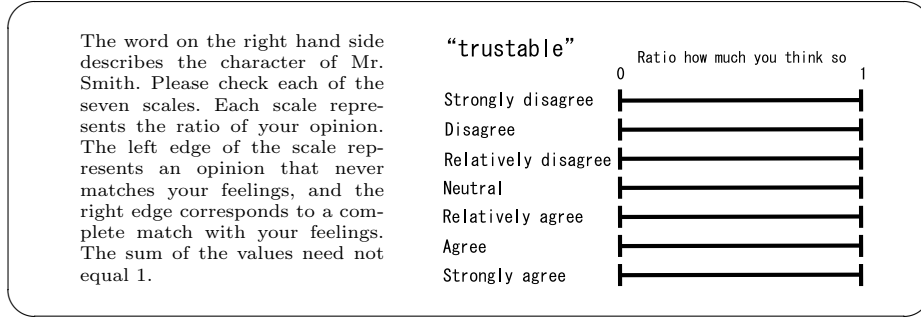 The word on the right hand side
describes the character of Mr.
Smith. Please check each of the
seven scales. Each scale repre-
sents the ratio of your opinion.
The left edge of the scale rep-
resents an opinion that never
matches your feelings, and the
right edge corresponds to a com-
plete match with your feelings.
The sum of the values need not
equal 1.
“trustable”
Ratio how much you think so
0 1
Strongly disagree
Disagree
Relatively disagree
Neutral
Relatively agree
Agree
Strongly agree